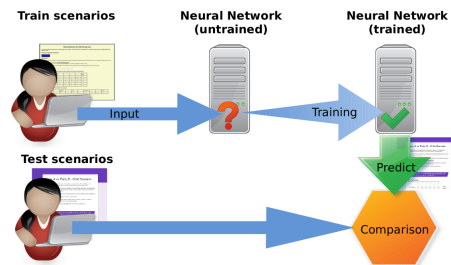 Train scenarios
Neural Network
(untrained)
Neural Network
(trained)
Input
?
Training
Predict
Test scenarios
Comparison